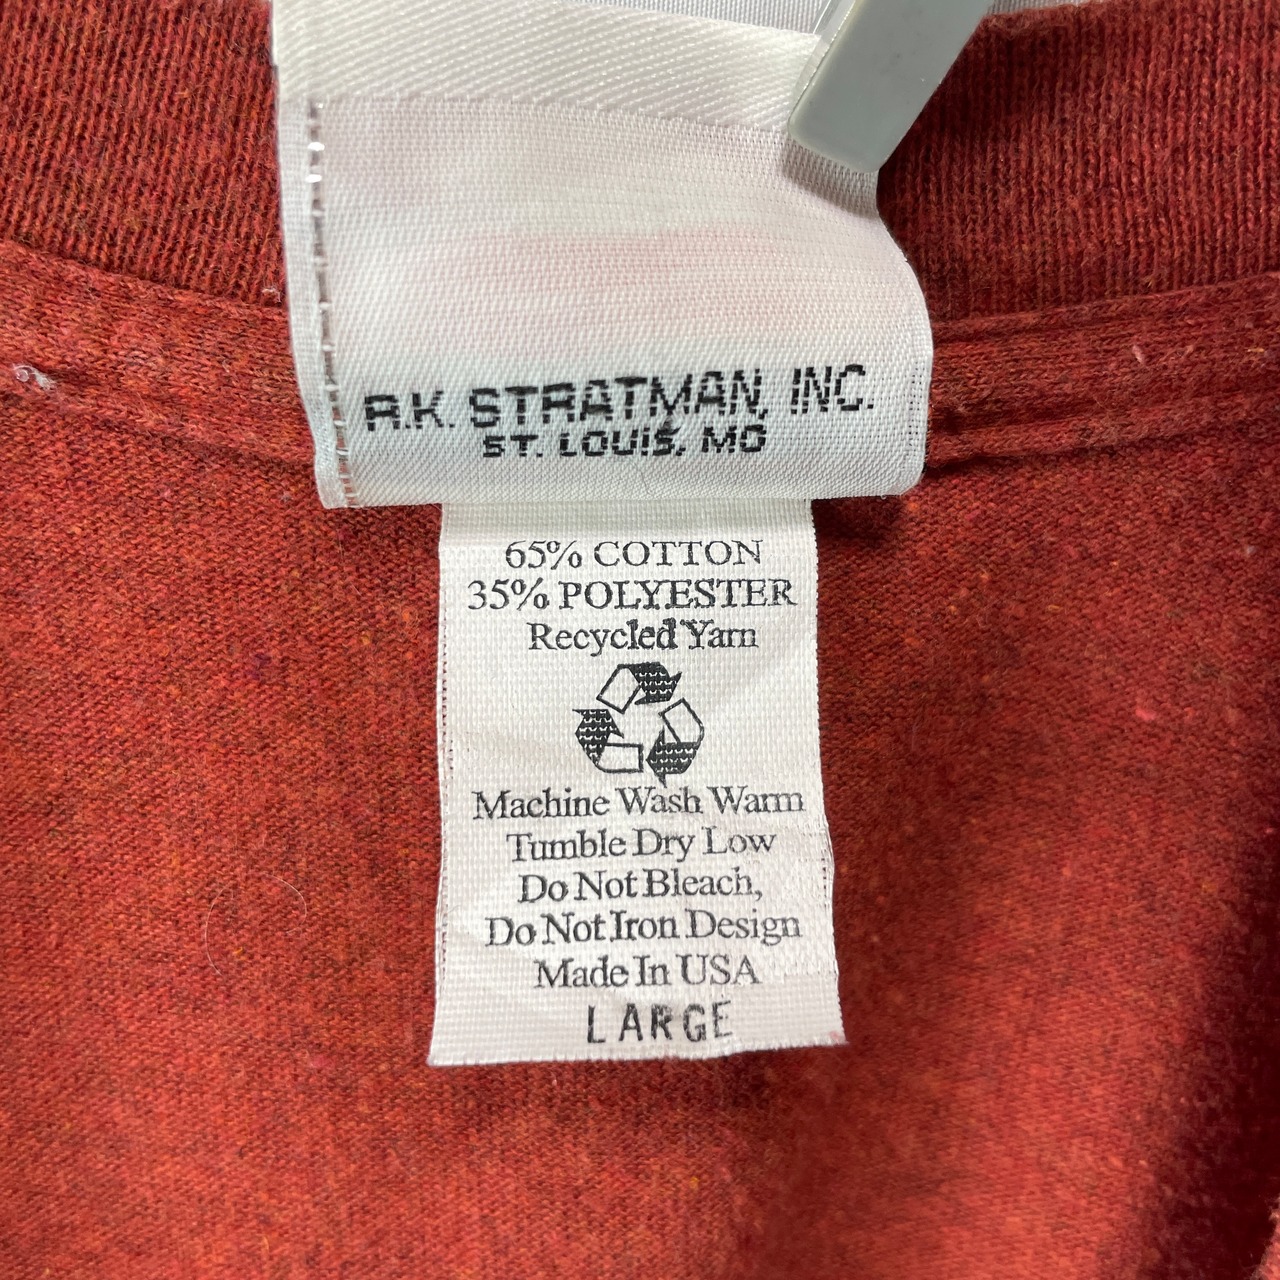 R.K. STRATMAN, INC.
ST. LOUIS, MO
65% COTTON
35% POLYESTER
Recycled Yarn
Machine Wash Warm
Tumble Dry Low
Do Not Bleach,
Do Not Iron Design
Made In USA
LARGE